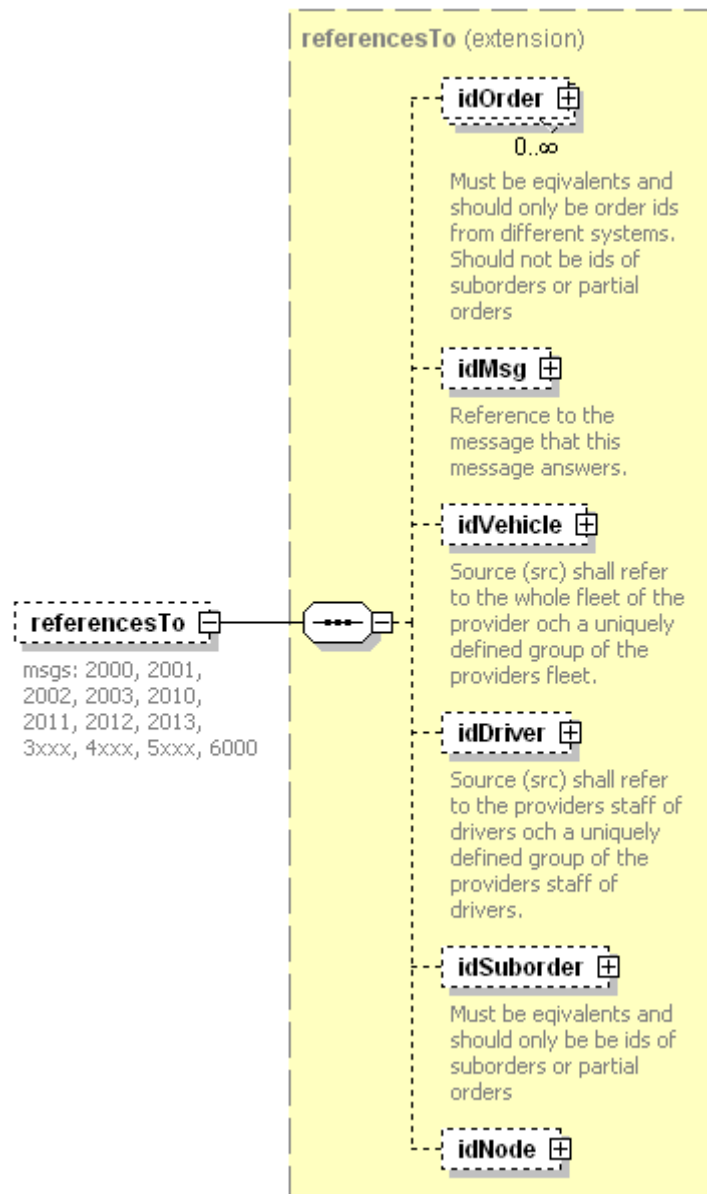 referencesTo (extension)
idOrder
0..∞
Must be eqivalents and
should only be order ids
from different systems.
Should not be ids of
suborders or partial
orders
idMsg
Reference to the
message that this
message answers.
idVehicle
Source (src) shall refer
to the whole fleet of the
provider och a uniquely
defined group of the
providers fleet.
referencesTo
msgs: 2000, 2001,
2002, 2003, 2010,
2011, 2012, 2013,
3xxx, 4xxx, 5xxx, 6000
idDriver
Source (src) shall refer
to the providers staff of
drivers och a uniquely
defined group of the
providers staff of
drivers.
idSuborder
Must be eqivalents and
should only be be ids of
suborders or partial
orders
idNode